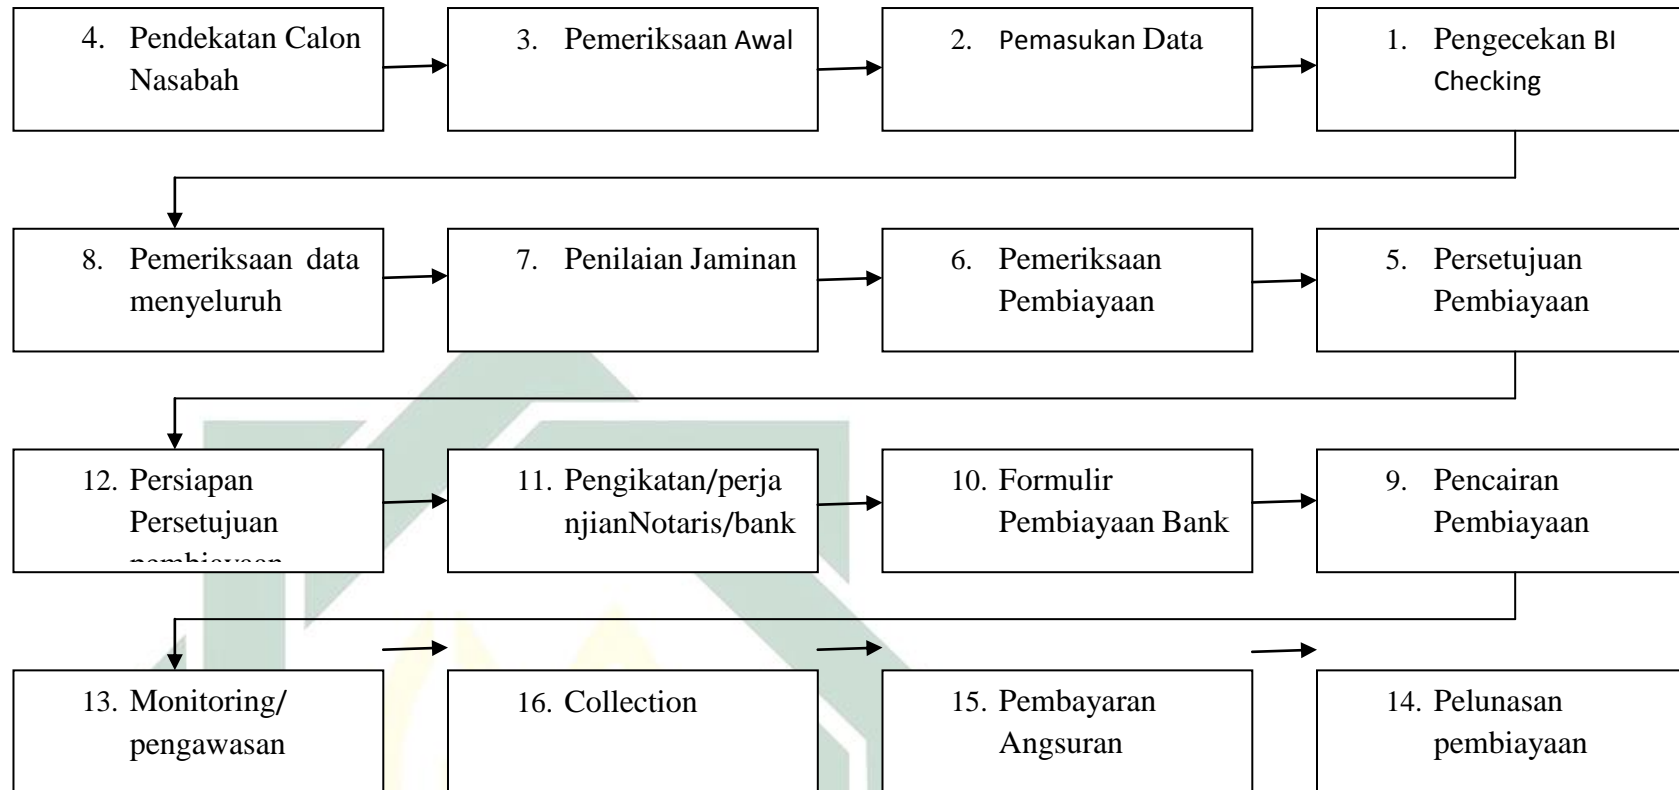 4. Pendekatan Calon
Nasabah
3. Pemeriksaan Awal
2. Pemasukan Data
1. Pengecekan BI
Checking
8. Pemeriksaan data
menyeluruh
7. Penilaian Jaminan
6. Pemeriksaan
Pembiayaan
5. Persetujuan
Pembiayaan
12. Persiapan
Persetujuan
11. Pengikatan/perja
njianNotaris/bank
10. Formulir
Pembiayaan Bank
9. Pencairan
Pembiayaan
13. Monitoring/
pengawasan
16. Collection
15. Pembayaran
Angsuran
14. Pelunasan
pembiayaan